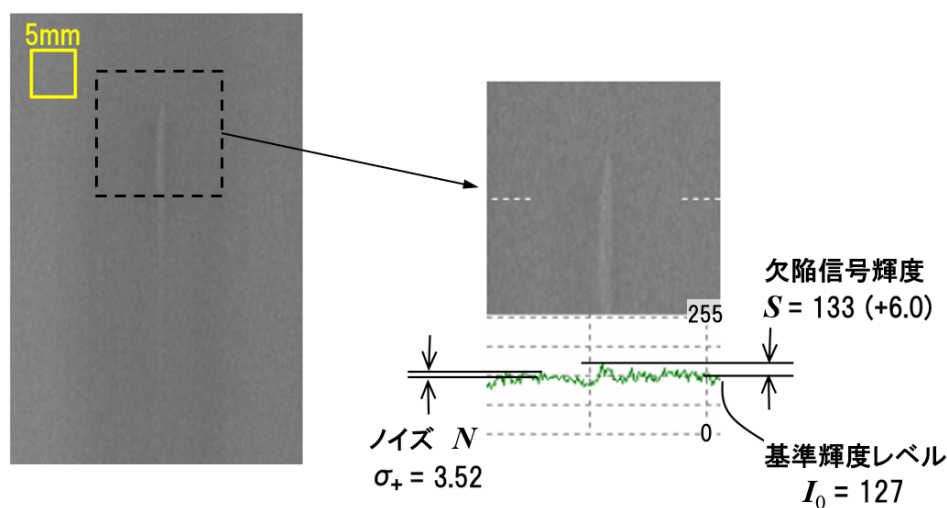 5mm
255
欠陥信号輝度
S = 133 (+6.0)
ノイズ N
σ+ = 3.52
0
基準輝度レベル
I0 = 127